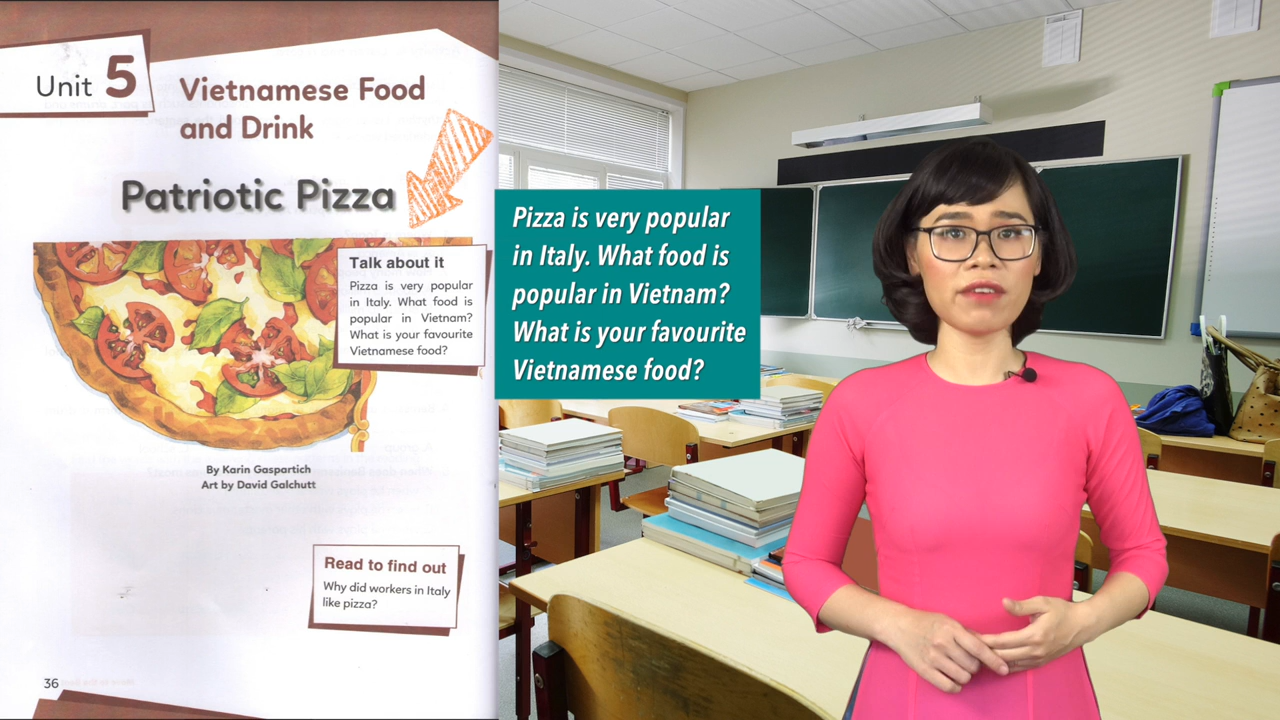 Unit 5
Vietnamese Food
and Drink
Patriotic Pizza
Talk about it
Pizza is very popular
in Italy. What food is
popular in Vietnam?
What is your favourite
Vietnamese food?
By Karin Gaspartich
Art by David Galchutt
Read to find out
Why did workers in Italy
like pizza?
36
Pizza is very popular
in Italy. What food is
popular in Vietnam?
What is your favourite
Vietnamese food?